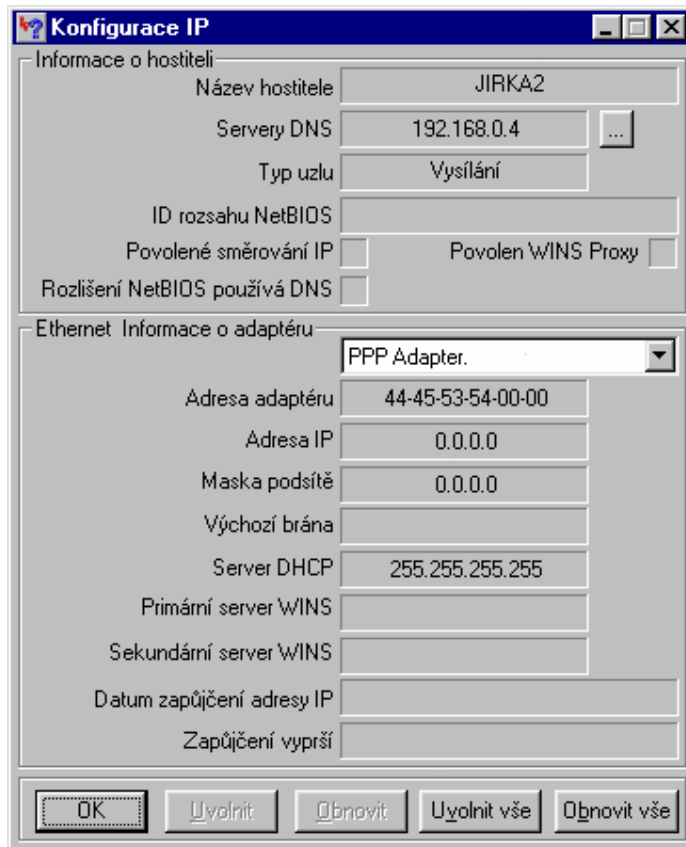 Konfigurace IP
Informace o hostiteli
Název hostitele JIRKA2
Servery DNS 192.168.0.4 ...
Typ uzlu Vysílání
ID rozsahu NetBIOS
Povolené směrování IP Povolen WINS Proxy
Rozlišení NetBIOS používá DNS
Ethernet Informace o adaptéru
PPP Adapter.
Adresa adaptéru 44-45-53-54-00-00
Adresa IP 0.0.0.0
Maska podsítě 0.0.0.0
Výchozí brána
Server DHCP 255.255.255.255
Primární server WINS
Sekundární server WINS
Datum zapůjčení adresy IP
Zapůjčení vyprší
OK Uvolnit Obnovit Uvolnit vše Obnovit vše